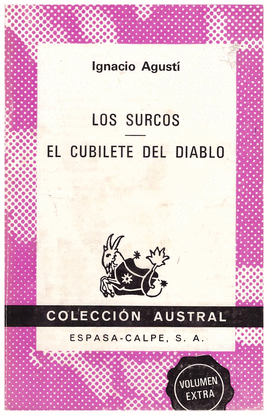 Ignacio Agustí
LOS SURCOS
EL CUBILETE DEL DIABLO
COLECCIÓN AUSTRAL
ESPASA-CALPE, S. A.
VOLUMEN
EXTRA